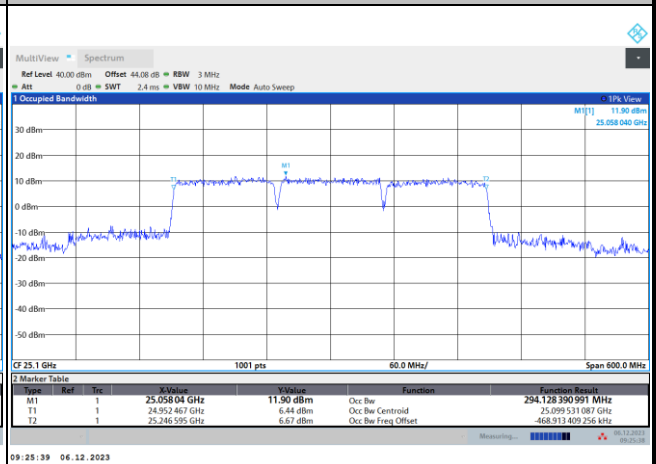 MultiView Spectrum
Ref Level 40.00 dBm Offset 44.08 dB RBW 3 MHz
Att 0 dB SWT 2.4 ms VBW 10 MHz Mode Auto Sweep
1 Occupied Bandwidth 1Pk View
M1[1] 11.90 dBm
25.058 040 GHz
30 dBm
20 dBm
M1
T1 T2
10 dBm
0 dBm
-10 dBm
-20 dBm
-30 dBm
-40 dBm
-50 dBm
CF 25.1 GHz 1001 pts 60.0 MHz/ Span 600.0 MHz
2 Marker Table
Type Ref Trc X-Value Y-Value Function Function Result
M1 1 25.058 04 GHz 11.90 dBm Occ Bw 294.128 390 991 MHz
T1 1 24.952 467 GHz 6.44 dBm Occ Bw Centroid 25.099 531 087 GHz
T2 1 25.246 595 GHz 6.67 dBm Occ Bw Freq Offset -468.913 409 256 kHz
Measuring... 06.12.2023
09:25:38
09:25:39 06.12.2023